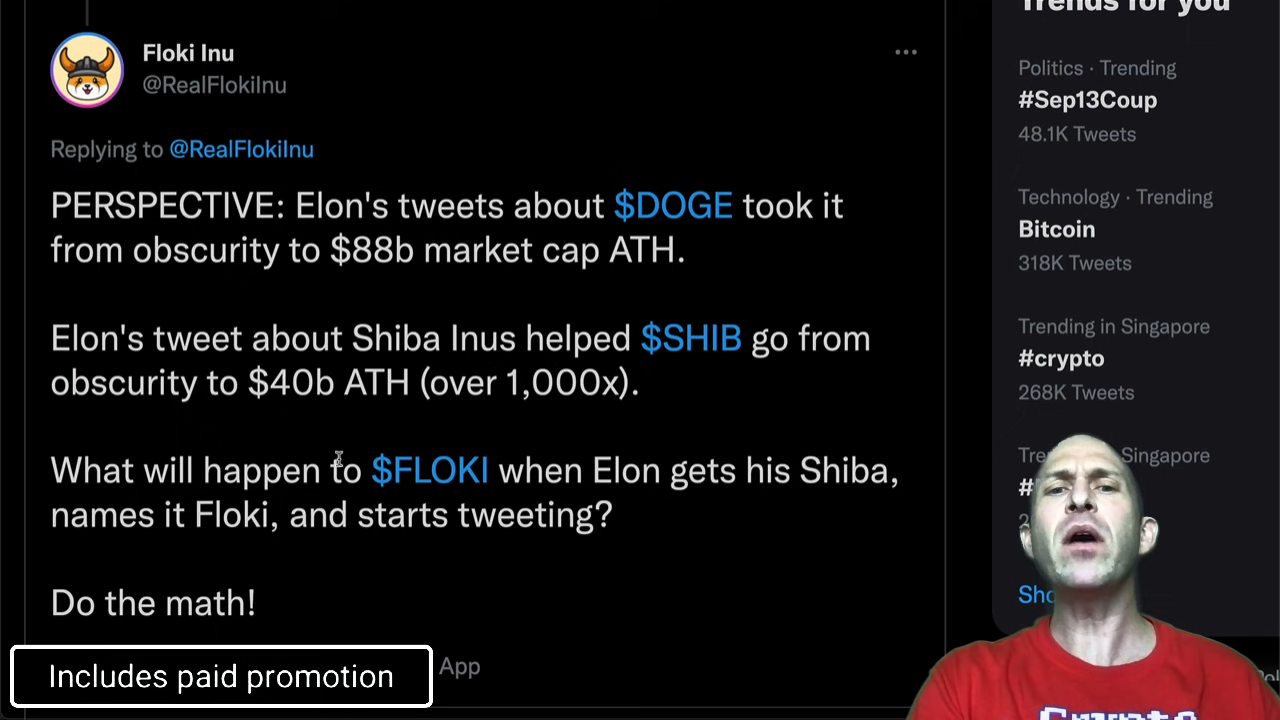 Trends for you
Floki Inu
@RealFlokiInu
Replying to @RealFlokiInu
PERSPECTIVE: Elon's tweets about $DOGE took it
from obscurity to $88b market cap ATH.
Elon's tweet about Shiba Inus helped $SHIB go from
obscurity to $40b ATH (over 1,000x).
What will happen to $FLOKI when Elon gets his Shiba,
names it Floki, and starts tweeting?
Do the math!
App
Includes paid promotion
Politics · Trending
#Sep13Coup
48.1K Tweets
Technology · Trending
Bitcoin
318K Tweets
Trending in Singapore
#crypto
268K Tweets
Singapore
Crypto